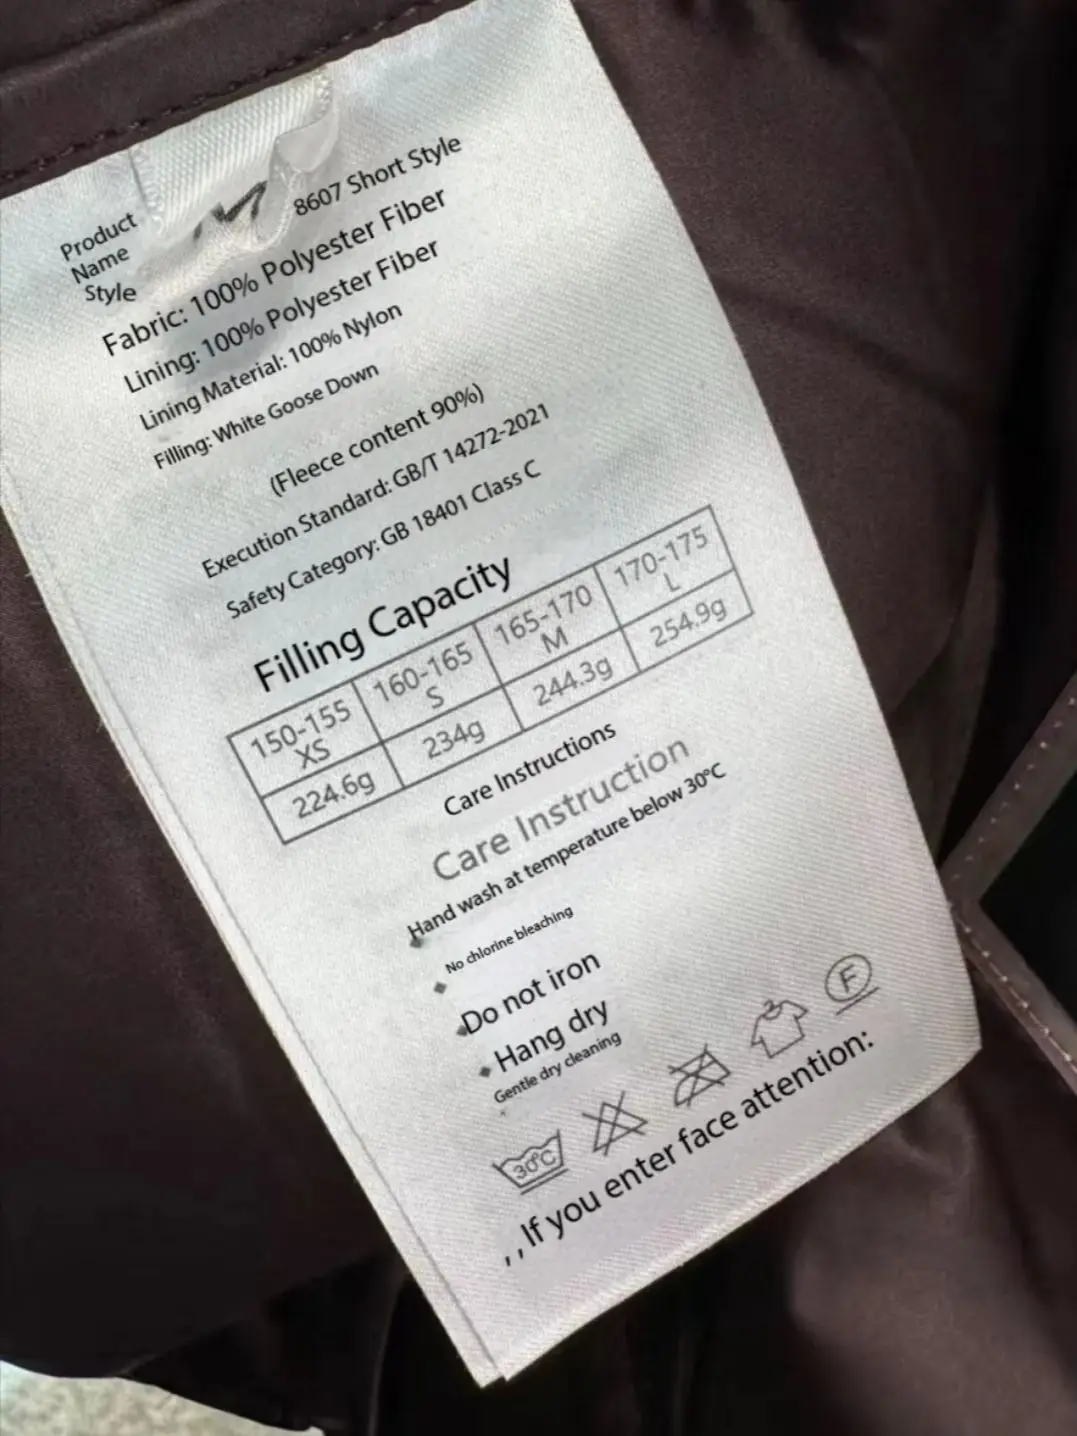 Product
Name
Style
M
8607 Short Style
Fabric: 100% Polyester Fiber
Lining: 100% Polyester Fiber
Lining Material: 100% Nylon
Filling: White Goose Down
(Fleece content 90%)
Execution Standard: GB/T 14272-2021
Safety Category: GB 18401 Class C
Filling Capacity
150-155 160-165 165-170 170-175
XS S M L
224.6g 234g 244.3g 254.9g
Care Instructions
Care Instruction
Hand wash at temperature below 30°C
No chlorine bleaching
Do not iron
Hang dry
Gentle dry cleaning
30°C
F
,,If you enter face attention: